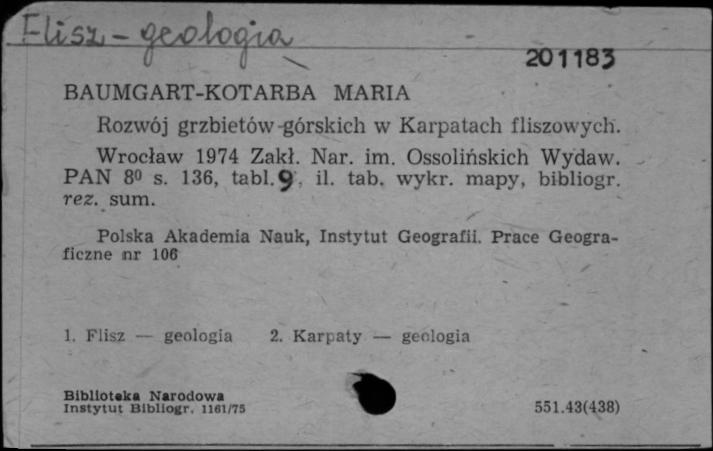 Flisz - geologia
201183
BAUMGART-KOTARBA MARIA
Rozwój grzbietów górskich w Karpatach fliszowych.
Wrocław 1974 Zakł. Nar. im. Ossolińskich Wydaw.
PAN 8⁰ s. 136, tabl. 9, il. tab. wykr. mapy, bibliogr.
rez. sum.
Polska Akademia Nauk, Instytut Geografii. Prace Geogra-
ficzne nr 106
1. Flisz — geologia 2. Karpaty — geologia
Biblioteka Narodowa
Instytut Bibliogr. 1161/75
551.43(438)